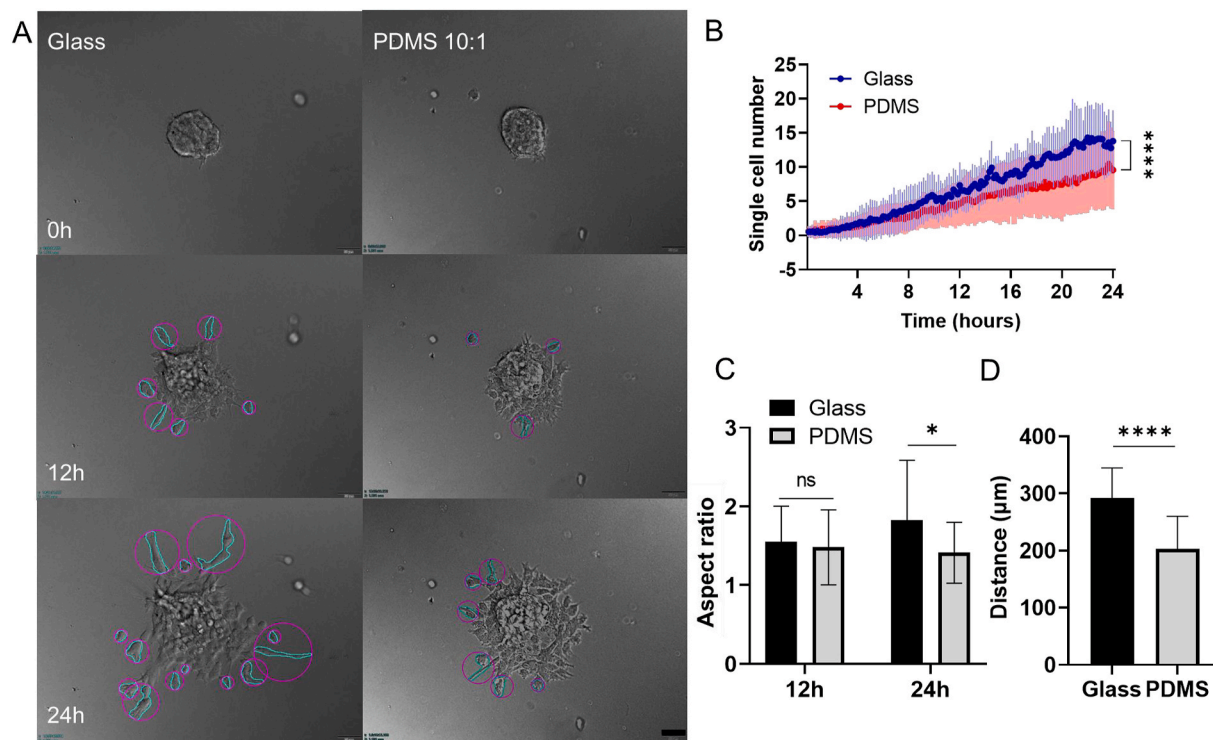 A
Glass
PDMS 10:1
0h
12h
24h
B
Glass
PDMS
25
20
15
10
5
0
-5
Single cell number
4
8
12
16
20
24
Time (hours)
****
C
Glass
PDMS
3
2
1
0
Aspect ratio
ns
*
12h
24h
D
****
400
300
200
100
0
Distance (µm)
Glass PDMS